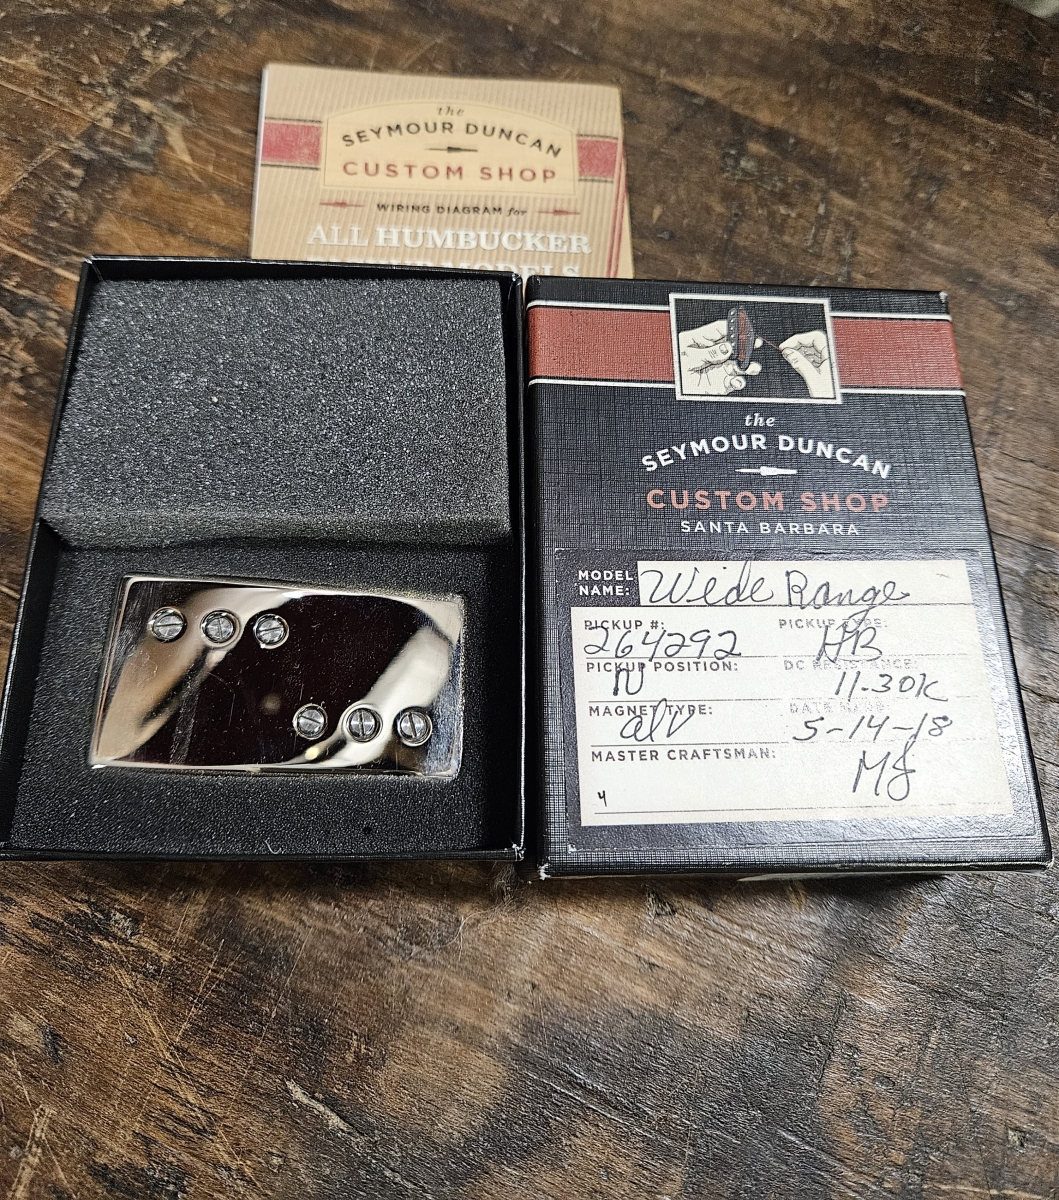 the
SEYMOUR DUNCAN
CUSTOM SHOP
WIRING DIAGRAM for
ALL HUMBUCKER
MODELS
the
SEYMOUR DUNCAN
CUSTOM SHOP
SANTA BARBARA
MODEL NAME: Wide Range
PICKUP #: PICKUP TYPE:
264292 HB
PICKUP POSITION: DC RESISTANCE:
N 11.30K
MAGNET TYPE: DATE MADE:
alV 5-14-18
MASTER CRAFTSMAN:
MJ
4